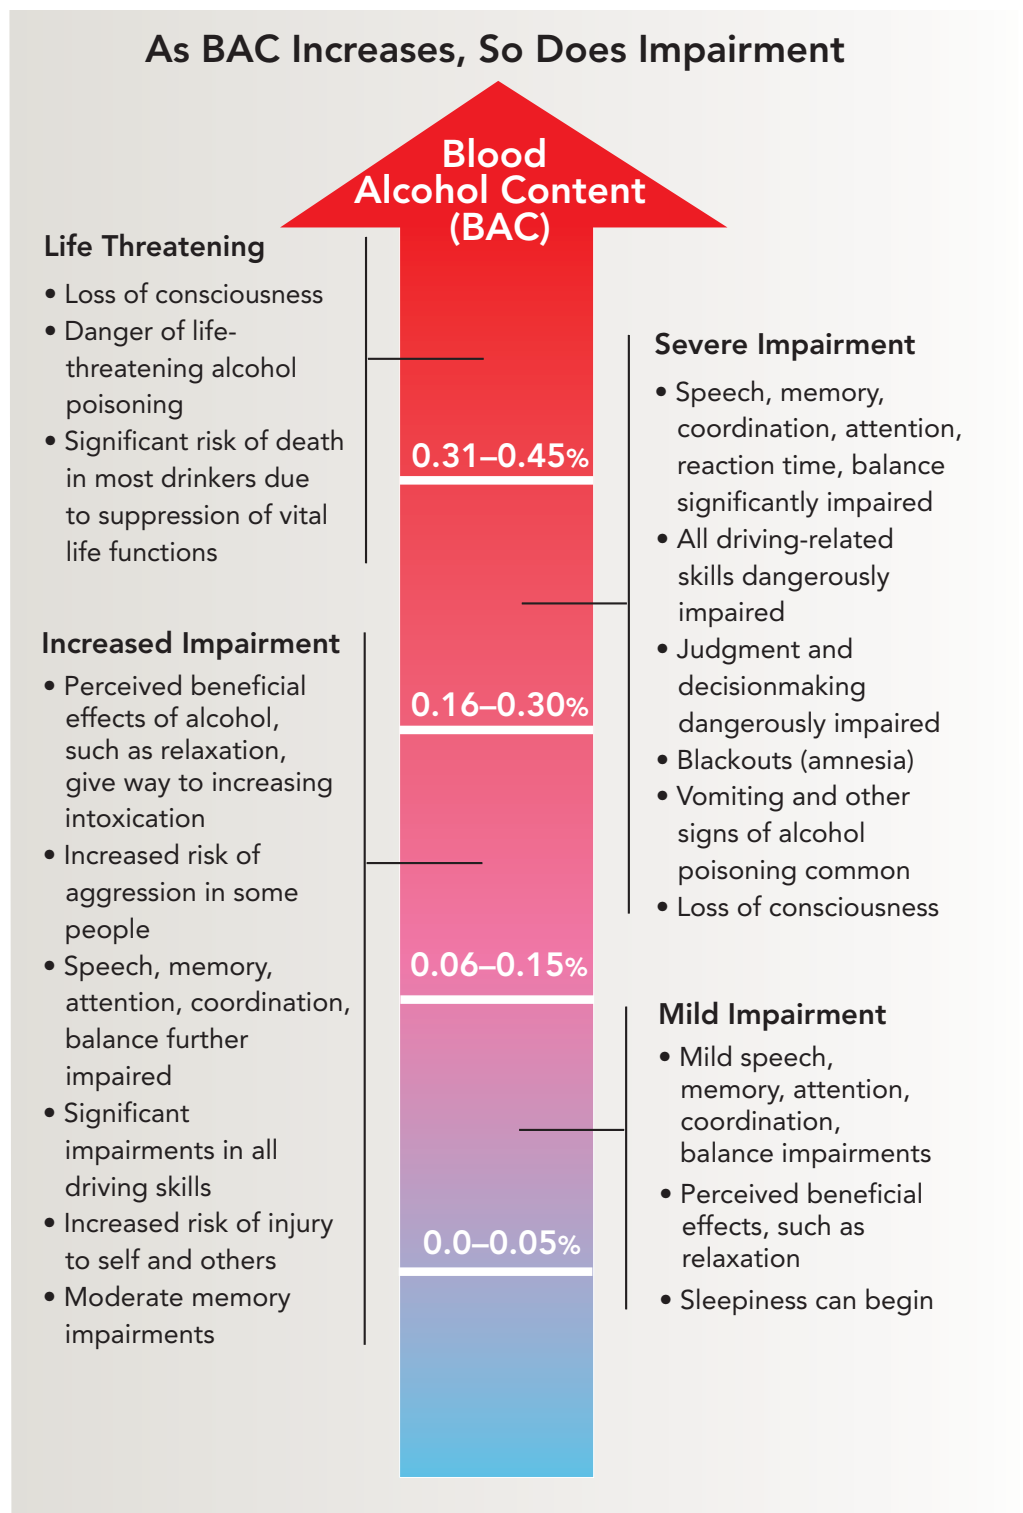 As BAC Increases, So Does Impairment
Blood
Alcohol Content
(BAC)
Life Threatening
• Loss of consciousness
• Danger of life-
threatening alcohol
poisoning
• Significant risk of death
in most drinkers due
to suppression of vital
life functions
0.31–0.45%
Severe Impairment
• Speech, memory,
coordination, attention,
reaction time, balance
significantly impaired
• All driving-related
skills dangerously
impaired
• Judgment and
decisionmaking
dangerously impaired
• Blackouts (amnesia)
• Vomiting and other
signs of alcohol
poisoning common
• Loss of consciousness
0.16–0.30%
Increased Impairment
• Perceived beneficial
effects of alcohol,
such as relaxation,
give way to increasing
intoxication
• Increased risk of
aggression in some
people
• Speech, memory,
attention, coordination,
balance further
impaired
• Significant
impairments in all
driving skills
• Increased risk of injury
to self and others
• Moderate memory
impairments
0.06–0.15%
Mild Impairment
• Mild speech,
memory, attention,
coordination,
balance impairments
• Perceived beneficial
effects, such as
relaxation
• Sleepiness can begin
0.0–0.05%